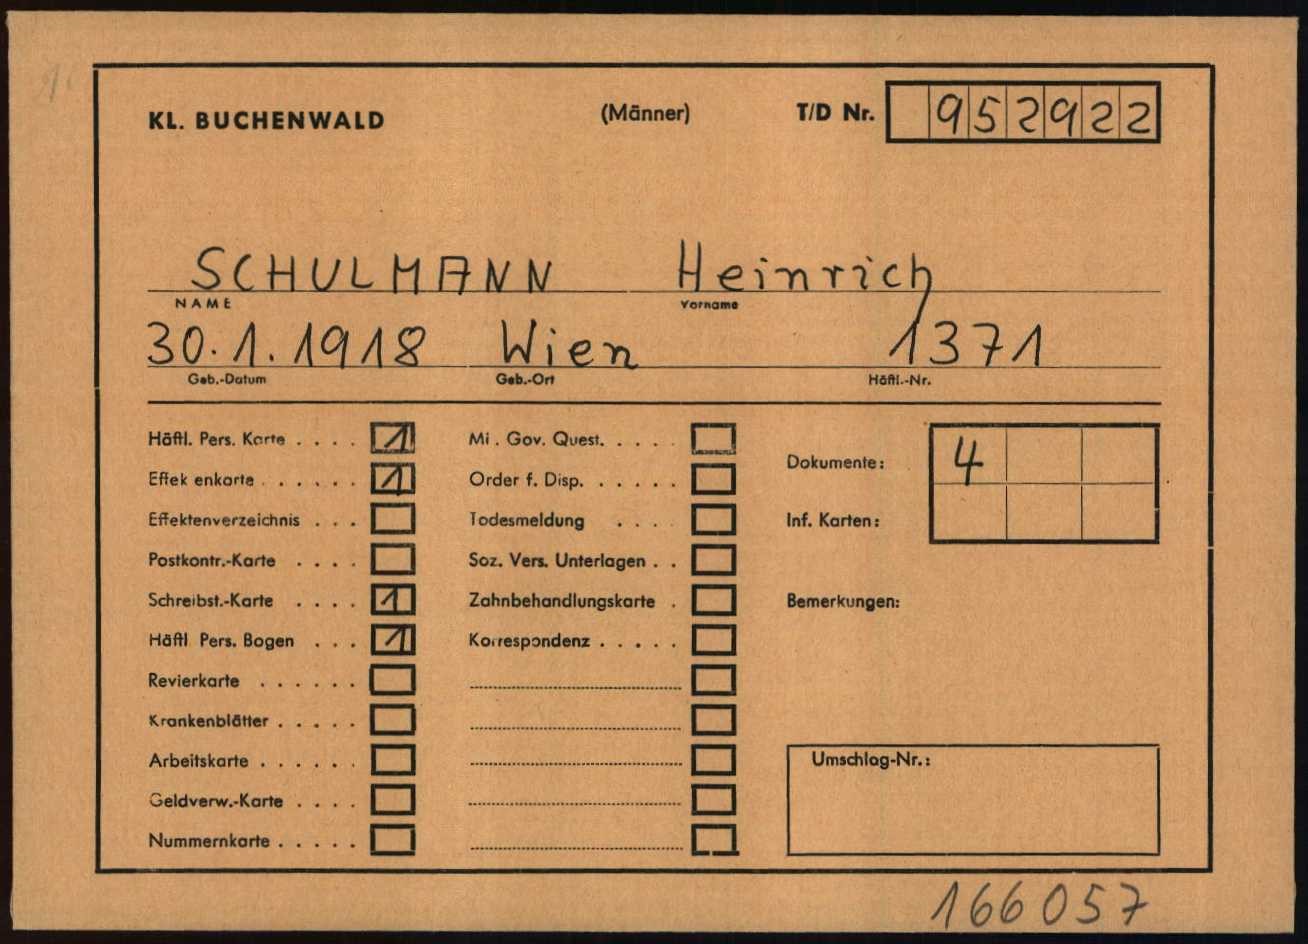 KL. BUCHENWALD (Männer) T/D Nr. 952922
SCHULMANN Heinrich
NAME Vorname
30.1.1918 Wien 1371
Geb.-Datum Geb.-Ort Häftl.-Nr.
Häftl. Pers. Karte . . . . 1 Mi. Gov. Quest. . . . . .
Effek enkarte . . . . . . 1 Order f. Disp. . . . . . . Dokumente: 4
Effektenverzeichnis . . . Todesmeldung . . . . Inf. Karten:
Postkontr.-Karte . . . . Soz. Vers. Unterlagen . .
Schreibst.-Karte . . . . 1 Zahnbehandlungskarte . Bemerkungen:
Häftl Pers. Bogen . . . 1 Korrespondenz . . . . .
Revierkarte . . . . . .
Krankenblätter . . . . .
Arbeitskarte . . . . . . Umschlag-Nr.:
Geldverw.-Karte . . . .
Nummernkarte . . . . .
166057